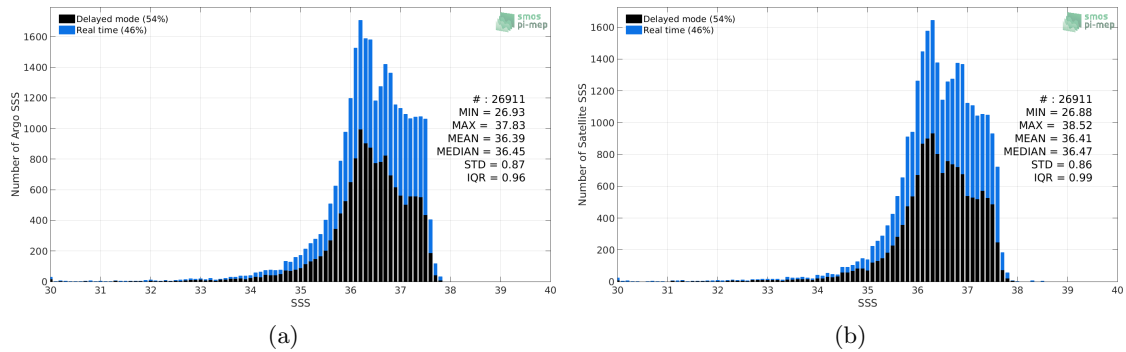 Delayed mode (54%)
Real time (46%)
smos
pi-mep
Number of Argo SSS
1600
1400
1200
1000
800
600
400
200
0
# : 26911
MIN = 26.93
MAX = 37.83
MEAN = 36.39
MEDIAN = 36.45
STD = 0.87
IQR = 0.96
30 31 32 33 34 35 36 37 38 39 40
SSS
(a)
Delayed mode (54%)
Real time (46%)
smos
pi-mep
Number of Satellite SSS
1600
1400
1200
1000
800
600
400
200
0
# : 26911
MIN = 26.88
MAX = 38.52
MEAN = 36.41
MEDIAN = 36.47
STD = 0.86
IQR = 0.99
30 31 32 33 34 35 36 37 38 39 40
SSS
(b)